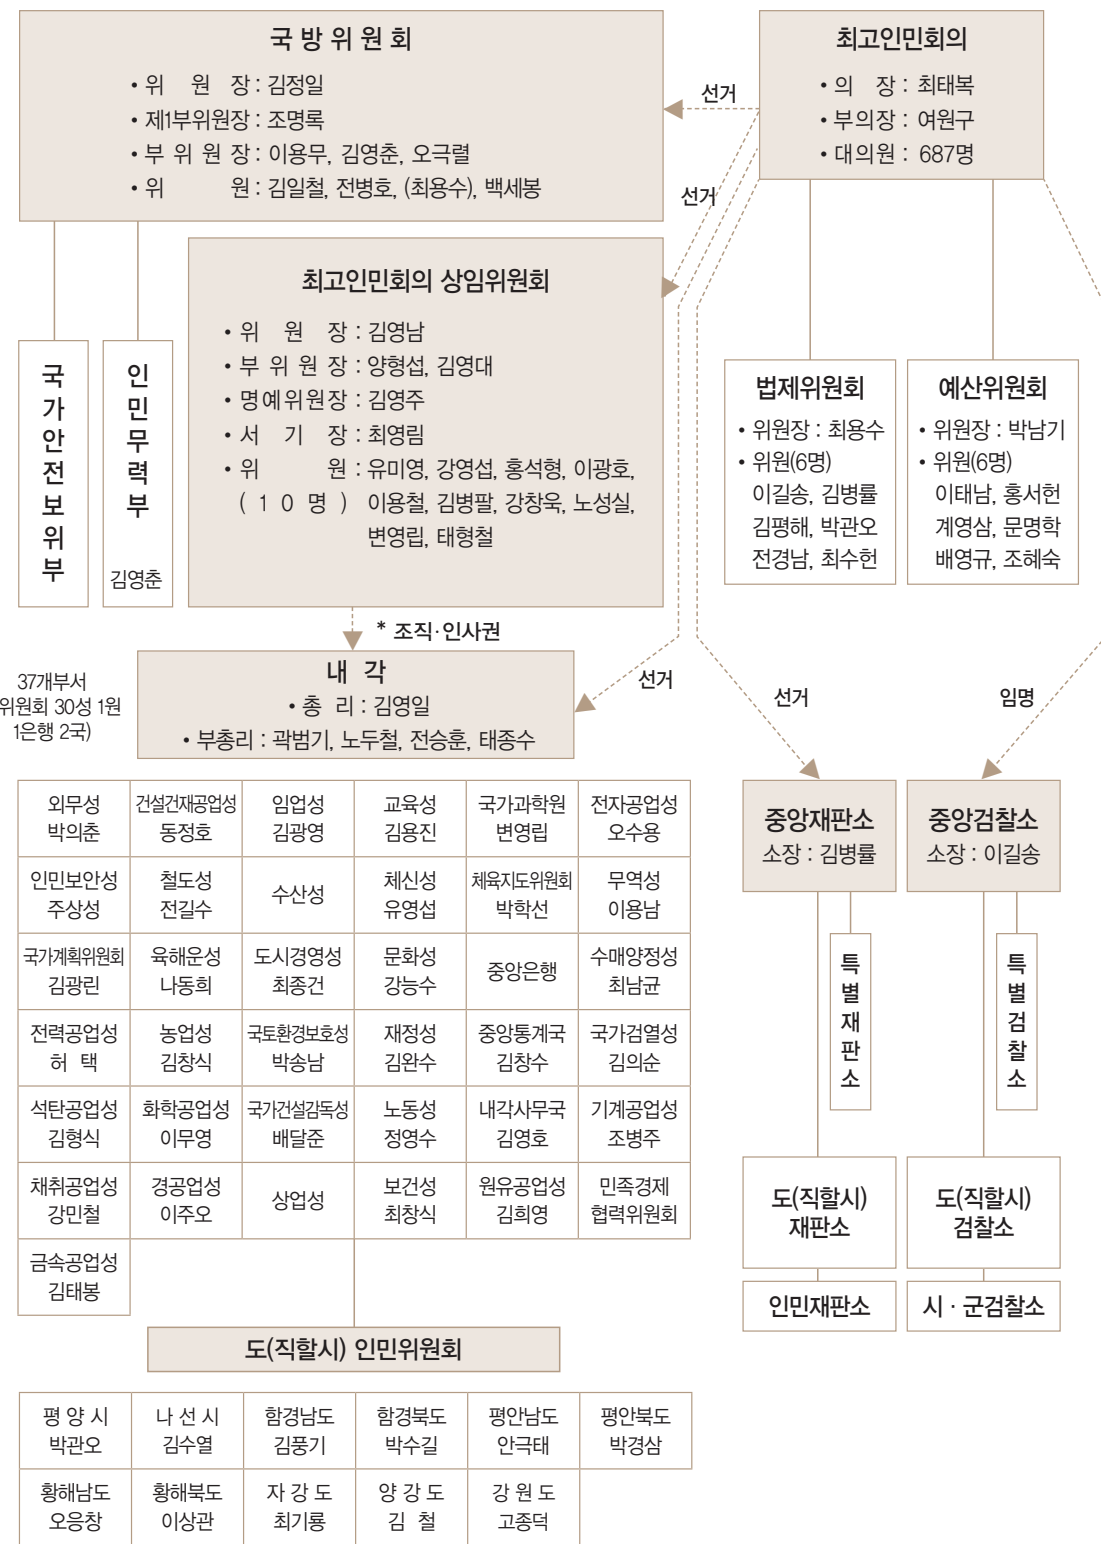 국 방 위 원 회
• 위 원 장 : 김정일
• 제1부위원장 : 조명록
• 부 위 원 장 : 이용무, 김영춘, 오극렬
• 위 원 : 김일철, 전병호, (최용수), 백세봉
선거
최고인민회의
• 의 장 : 최태복
• 부의장 : 여원구
• 대의원 : 687명
선거
최고인민회의 상임위원회
• 위 원 장 : 김영남
• 부 위 원 장 : 양형섭, 김영대
• 명예위원장 : 김영주
• 서 기 장 : 최영림
• 위 원 : 유미영, 강영섭, 홍석형, 이광호,
( 1 0 명 ) 이용철, 김병팔, 강창욱, 노성실,
변영립, 태형철
국가안전보위부
인민무력부
김영춘
법제위원회
• 위원장 : 최용수
• 위원(6명)
이길송, 김병률
김평해, 박관오
전경남, 최수헌
예산위원회
• 위원장 : 박남기
• 위원(6명)
이태남, 홍서헌
계영삼, 문명학
배영규, 조혜숙
* 조직·인사권
37개부서
위원회 30성 1원
1은행 2국)
내 각
• 총 리 : 김영일
• 부총리 : 곽범기, 노두철, 전승훈, 태종수
선거
선거
임명
외무성
박의춘
건설건재공업성
동정호
임업성
김광영
교육성
김용진
국가과학원
변영립
전자공업성
오수용
인민보안성
주상성
철도성
전길수
수산성
체신성
유영섭
체육지도위원회
박학선
무역성
이용남
국가계획위원회
김광린
육해운성
나동희
도시경영성
최종건
문화성
강능수
중앙은행
수매양정성
최남균
전력공업성
허 택
농업성
김창식
국토환경보호성
박송남
재정성
김완수
중앙통계국
김창수
국가검열성
김의순
석탄공업성
김형식
화학공업성
이무영
국가건설감독성
배달준
노동성
정영수
내각사무국
김영호
기계공업성
조병주
채취공업성
강민철
경공업성
이주오
상업성
보건성
최창식
원유공업성
김희영
민족경제
협력위원회
금속공업성
김태봉
중앙재판소
소장 : 김병률
중앙검찰소
소장 : 이길송
특별재판소
특별검찰소
도(직할시)
재판소
도(직할시)
검찰소
인민재판소
시 · 군검찰소
도(직할시) 인민위원회
평 양 시
박관오
나 선 시
김수열
함경남도
김풍기
함경북도
박수길
평안남도
안극태
평안북도
박경삼
황해남도
오응창
황해북도
이상관
자 강 도
최기룡
양 강 도
김 철
강 원 도
고종덕